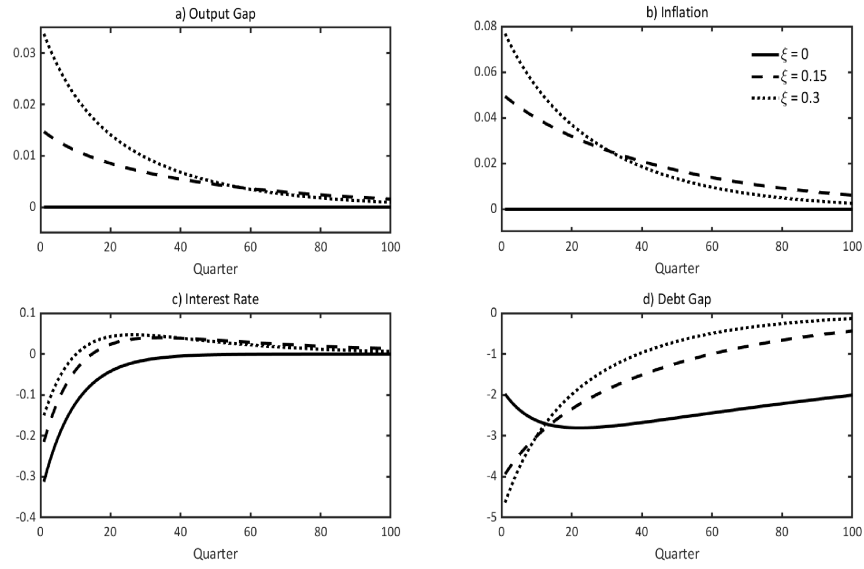 a) Output Gap
0.03
0.02
0.01
0
0 20 40 60 80 100
Quarter
b) Inflation
0.08
0.06
0.04
0.02
0
ξ = 0
ξ = 0.15
ξ = 0.3
0 20 40 60 80 100
Quarter
c) Interest Rate
0.1
0
-0.1
-0.2
-0.3
-0.4
0 20 40 60 80 100
Quarter
d) Debt Gap
0
-1
-2
-3
-4
-5
0 20 40 60 80 100
Quarter